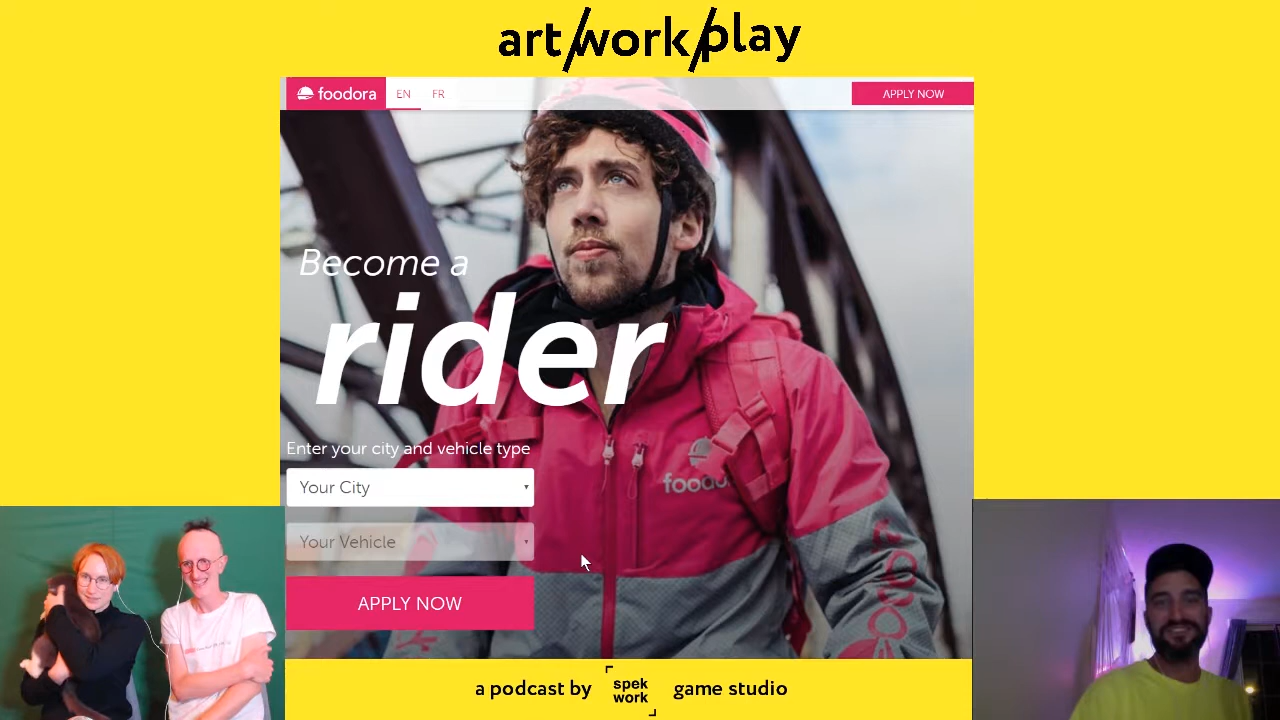 art/work/play
foodora
EN
FR
APPLY NOW
Become a
rider
Enter your city and vehicle type
Your City
Your Vehicle
APPLY NOW
a podcast by
spek
work
game studio